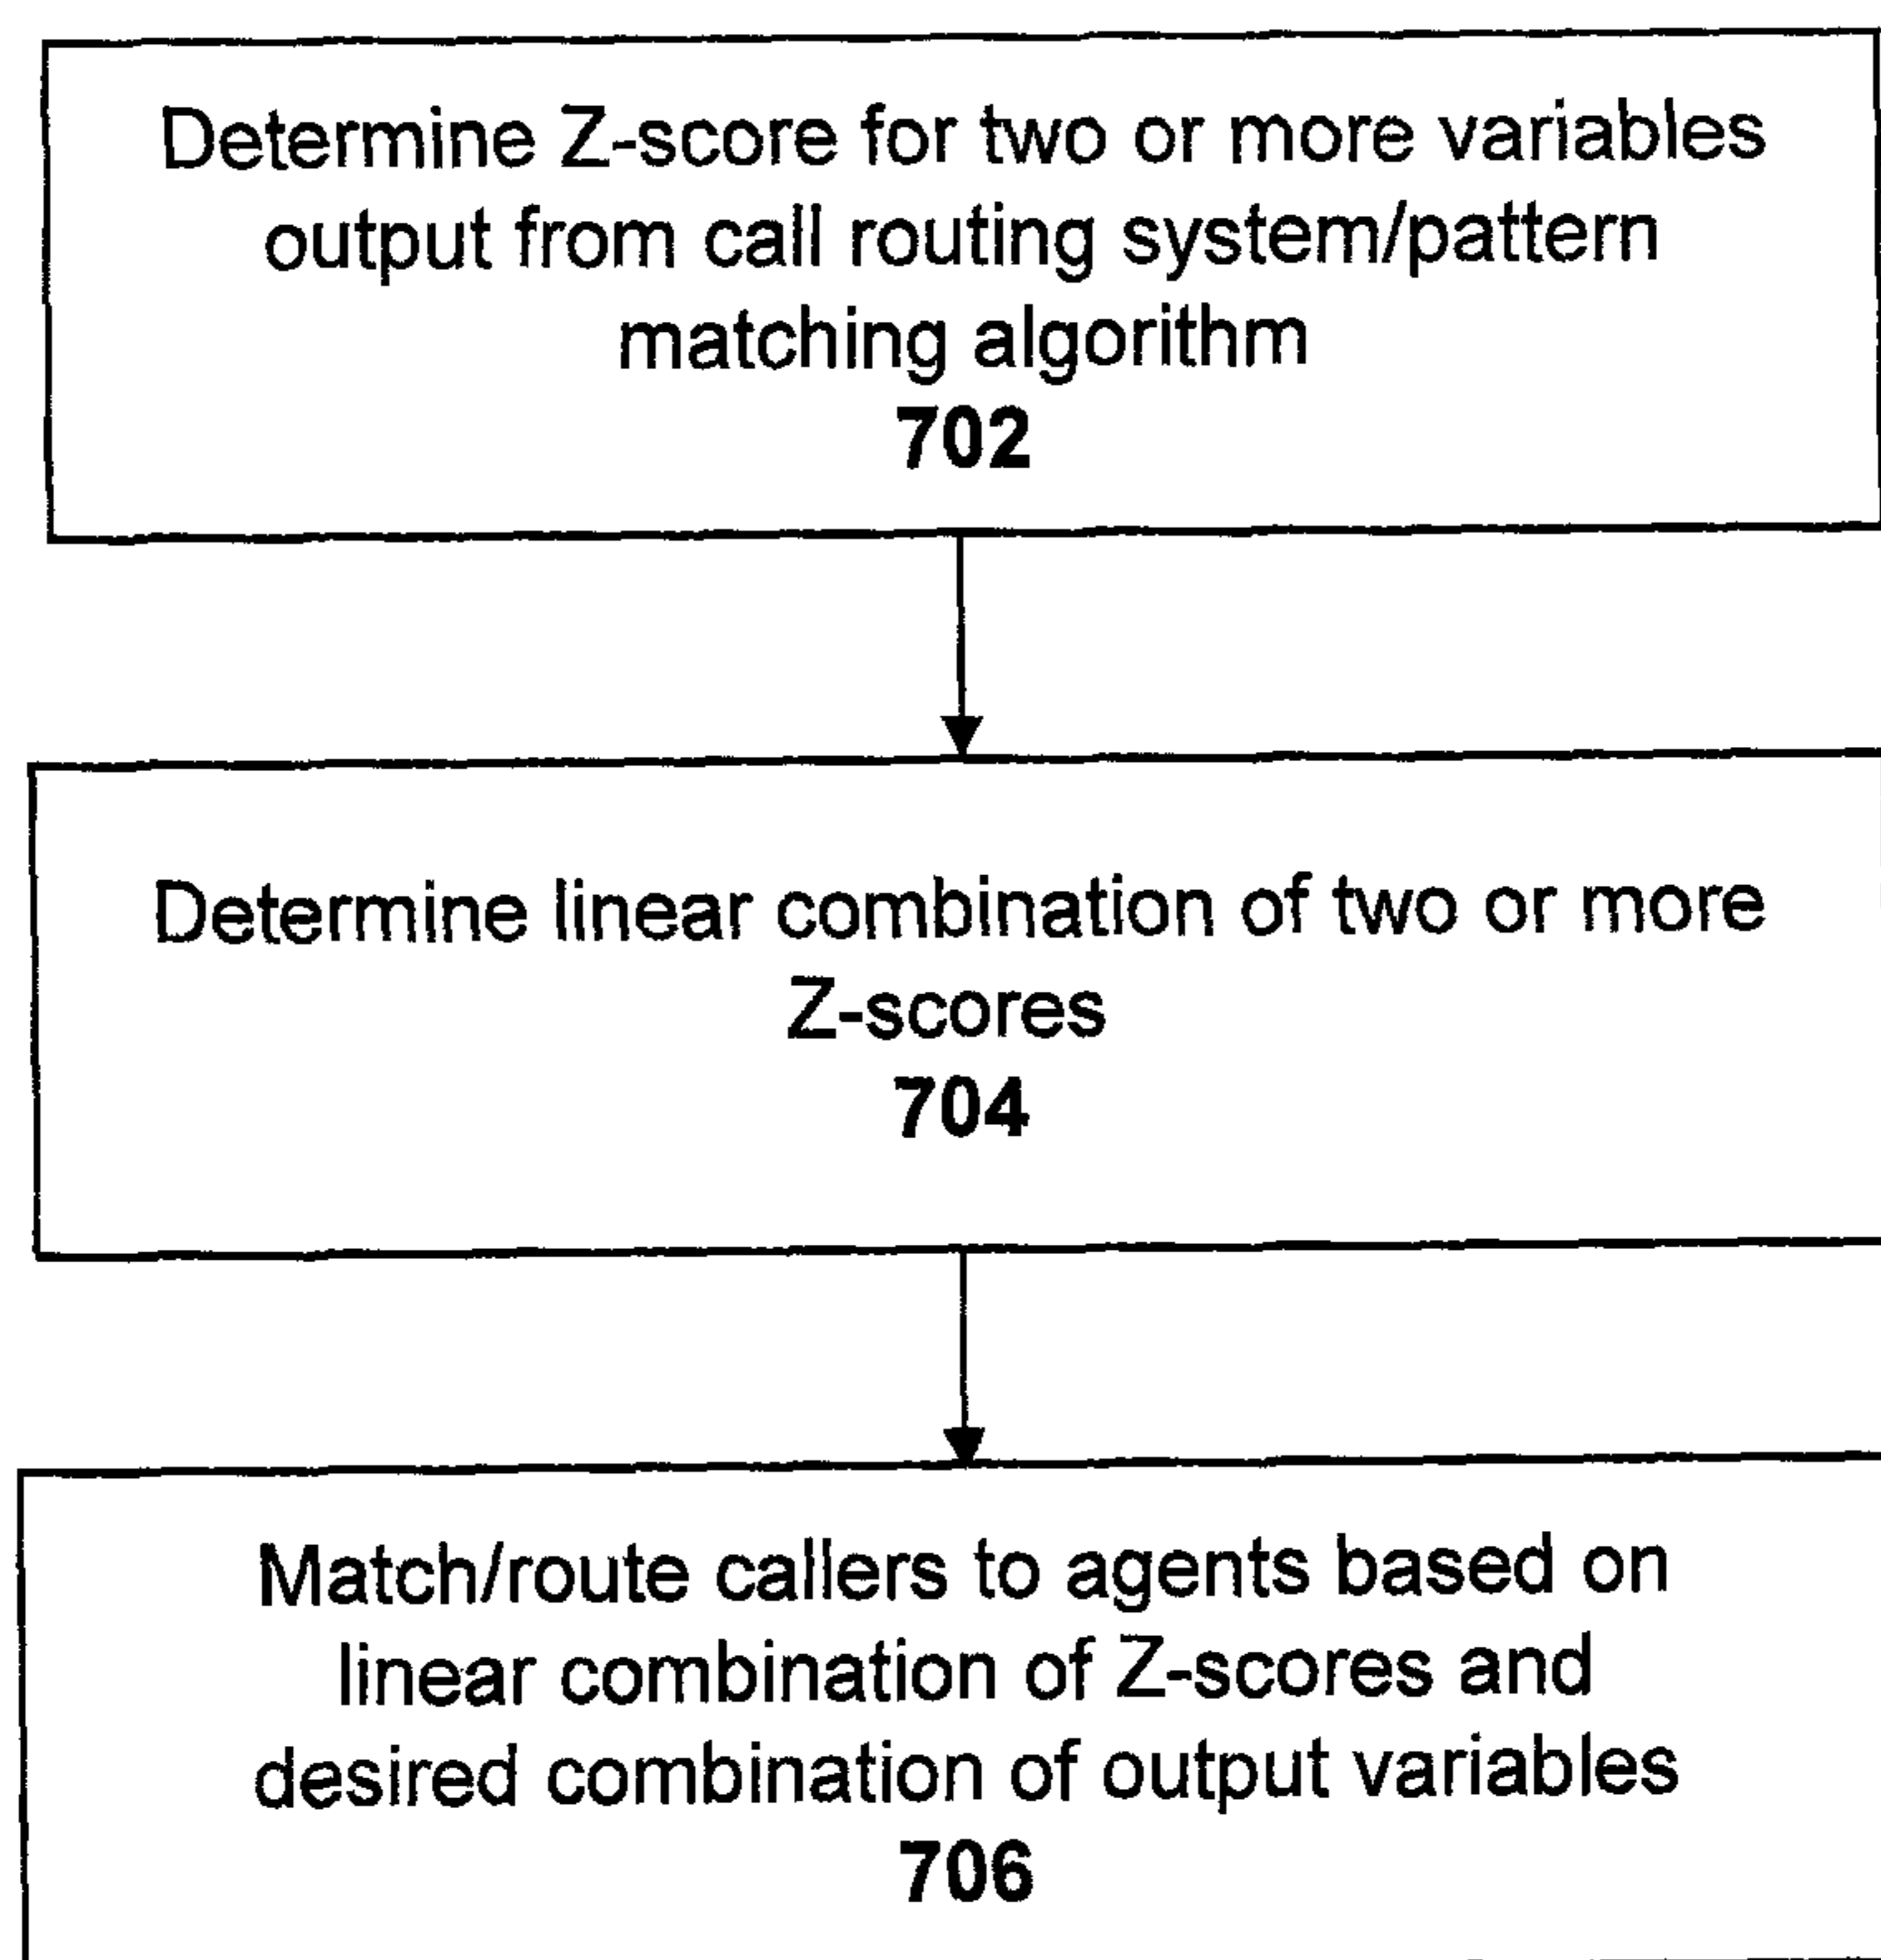 Determine Z-score for two or more variables
output from call routing system/pattern
matching algorithm
702
Determine linear combination of two or more
Z-scores
704
Match/route callers to agents based on
linear combination of Z-scores and
desired combination of output variables
706